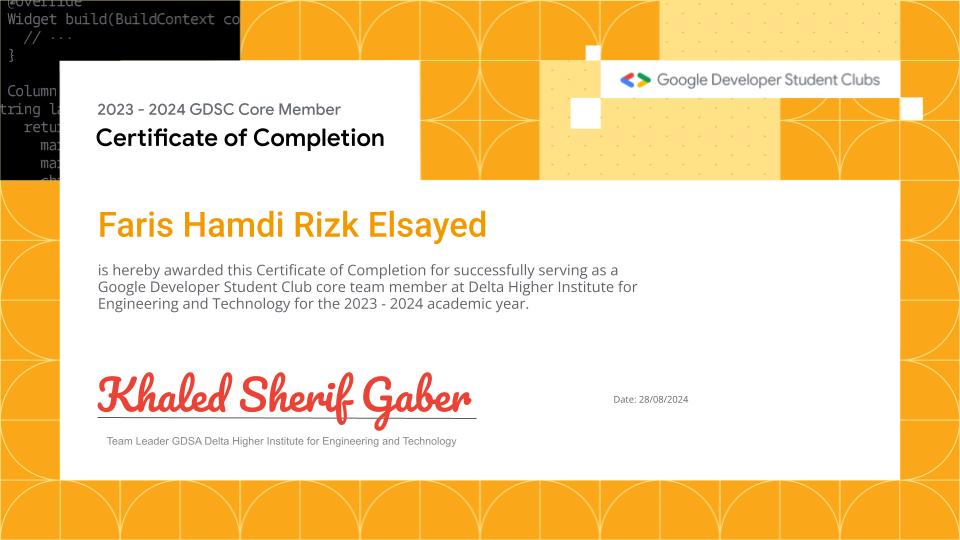 @override
Widget build(BuildContext co
// ...
}
Column
tring la
retu
mai
mai
Google Developer Student Clubs
2023 - 2024 GDSC Core Member
Certificate of Completion
Faris Hamdi Rizk Elsayed
is hereby awarded this Certificate of Completion for successfully serving as a
Google Developer Student Club core team member at Delta Higher Institute for
Engineering and Technology for the 2023 - 2024 academic year.
Khaled Sherif Gaber
Date: 28/08/2024
Team Leader GDSA Delta Higher Institute for Engineering and Technology